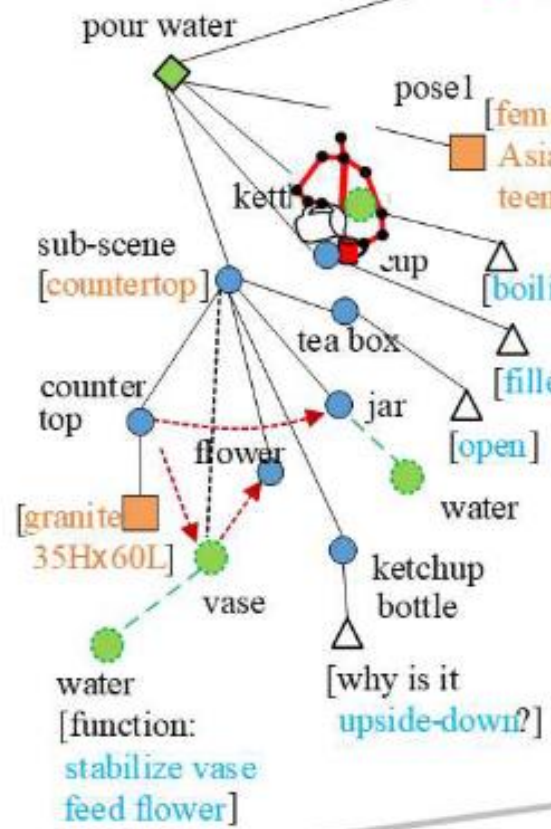 pour water
pose1
[fem
Asia
teen
cup
sub-scene
[countertop]
[boili
tea box
[fille
counter
top
jar
flower
[open]
[granite
35Hx60L]
water
vase
ketchup
bottle
water
[why is it
upside-down?]
[function:
stabilize vase
feed flower]